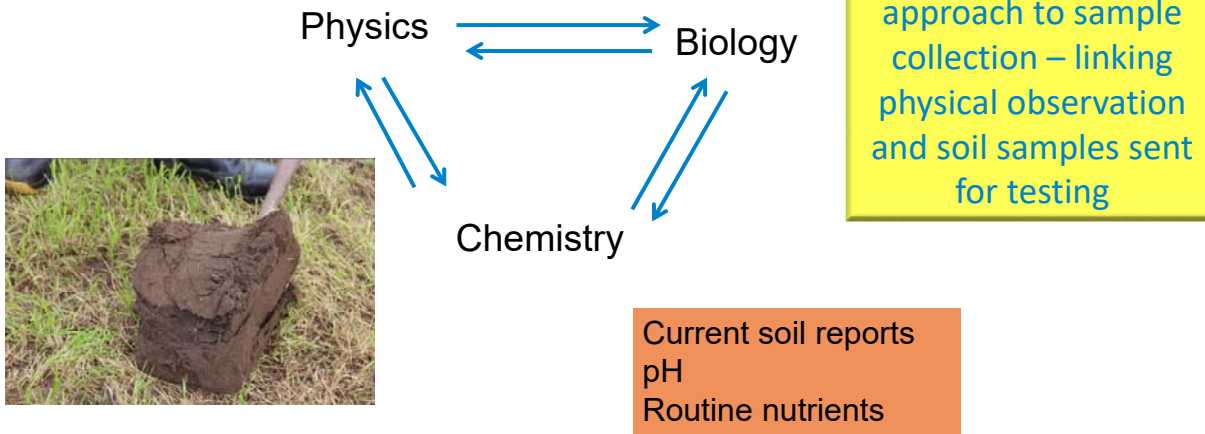 Physics
Biology
Chemistry
approach to sample
collection – linking
physical observation
and soil samples sent
for testing
Current soil reports
pH
Routine nutrients